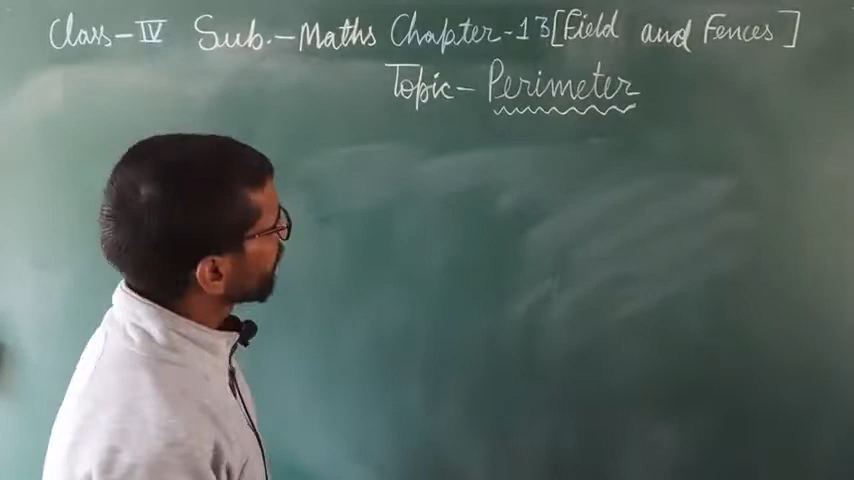 Class-IV Sub.-Maths Chapter-13[Field and Fences]
Topic-Perimeter